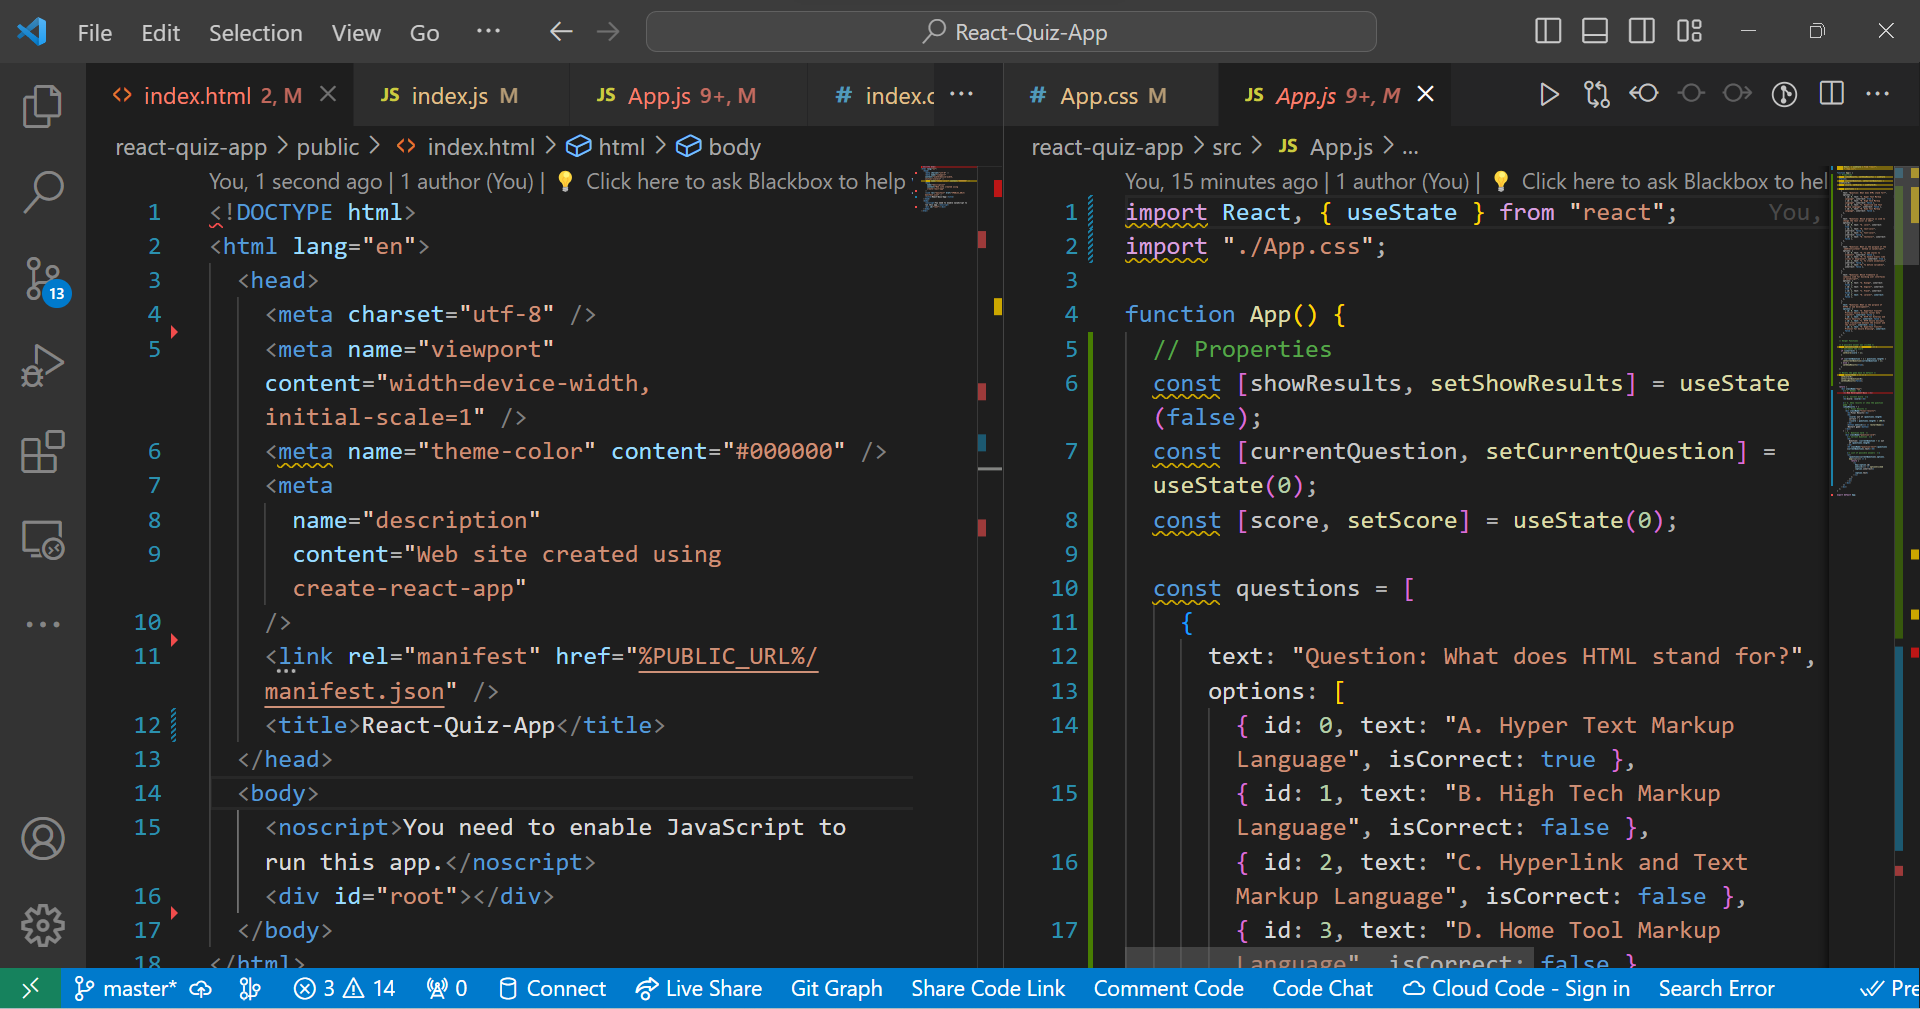 File Edit Selection View Go ··· React-Quiz-App
index.html 2, M
index.js M
App.js 9+, M
index.c
App.css M
App.js 9+, M
react-quiz-app > public > index.html > html > body
You, 1 second ago | 1 author (You) | Click here to ask Blackbox to help
1 <!DOCTYPE html>
2 <html lang="en">
3 <head>
4 <meta charset="utf-8" />
5 <meta name="viewport"
content="width=device-width,
initial-scale=1" />
6 <meta name="theme-color" content="#000000" />
7 <meta
8 name="description"
9 content="Web site created using
create-react-app"
10 />
11 <link rel="manifest" href="%PUBLIC_URL%/
manifest.json" />
12 <title>React-Quiz-App</title>
13 </head>
14 <body>
15 <noscript>You need to enable JavaScript to
run this app.</noscript>
16 <div id="root"></div>
17 </body>
18 </html>
react-quiz-app > src > JS App.js > ...
You, 15 minutes ago | 1 author (You) | Click here to ask Blackbox to hel
1 import React, { useState } from "react"; You,
2 import "./App.css";
3
4 function App() {
5 // Properties
6 const [showResults, setShowResults] = useState
(false);
7 const [currentQuestion, setCurrentQuestion] =
useState(0);
8 const [score, setScore] = useState(0);
9
10 const questions = [
11 {
12 text: "Question: What does HTML stand for?",
13 options: [
14 { id: 0, text: "A. Hyper Text Markup
Language", isCorrect: true },
15 { id: 1, text: "B. High Tech Markup
Language", isCorrect: false },
16 { id: 2, text: "C. Hyperlink and Text
Markup Language", isCorrect: false },
17 { id: 3, text: "D. Home Tool Markup
Language", isCorrect: false }
13
master* 3 14 0 Connect Live Share Git Graph Share Code Link Comment Code Code Chat Cloud Code - Sign in Search Error Pre